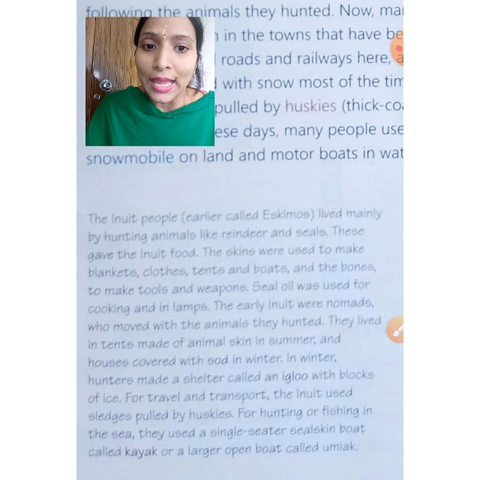 following the animals they hunted. Now,
in the towns that have
roads and railways here,
with snow most of the
pulled by huskies
ese days, many people use
snowmobile on land and motor boats in
The Inuit people (earlier called Eskimos) lived mainly
by hunting animals like reindeer and seals. These
gave the Inuit food. The skins were used to make
blankets, clothes, tents and boats, and the bones,
to make tools and weapons. Seal oil was used for
cooking and in lamps. The early Inuit were nomads,
who moved with the animals they hunted. They lived
in tents made of animal skin in summer, and
houses covered with sod in winter. In winter,
hunters made a shelter called an igloo with blocks
of ice. For travel and transport, the Inuit used
sledges pulled by huskies. For hunting or fishing in
the sea, they used a single-seater sealskin boat
called kayak or a larger open boat called umiak.